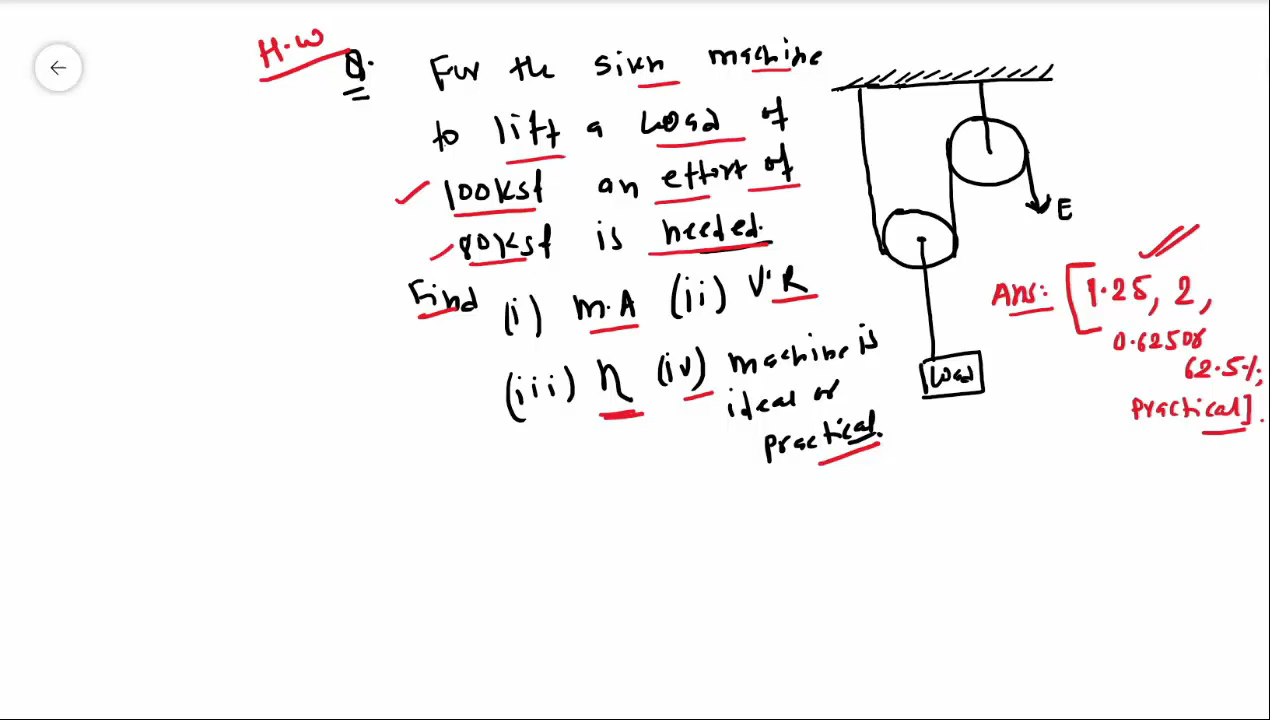 H.W
Q. For the given machine
to lift a Load of
100kgf an effort of
80kgf is needed.
Find (i) M.A (ii) V.R
(iii) η (iv) machine is
ideal or
practical.
E
Load
Ans: [1.25, 2,
0.625 or
62.5%,
Practical].